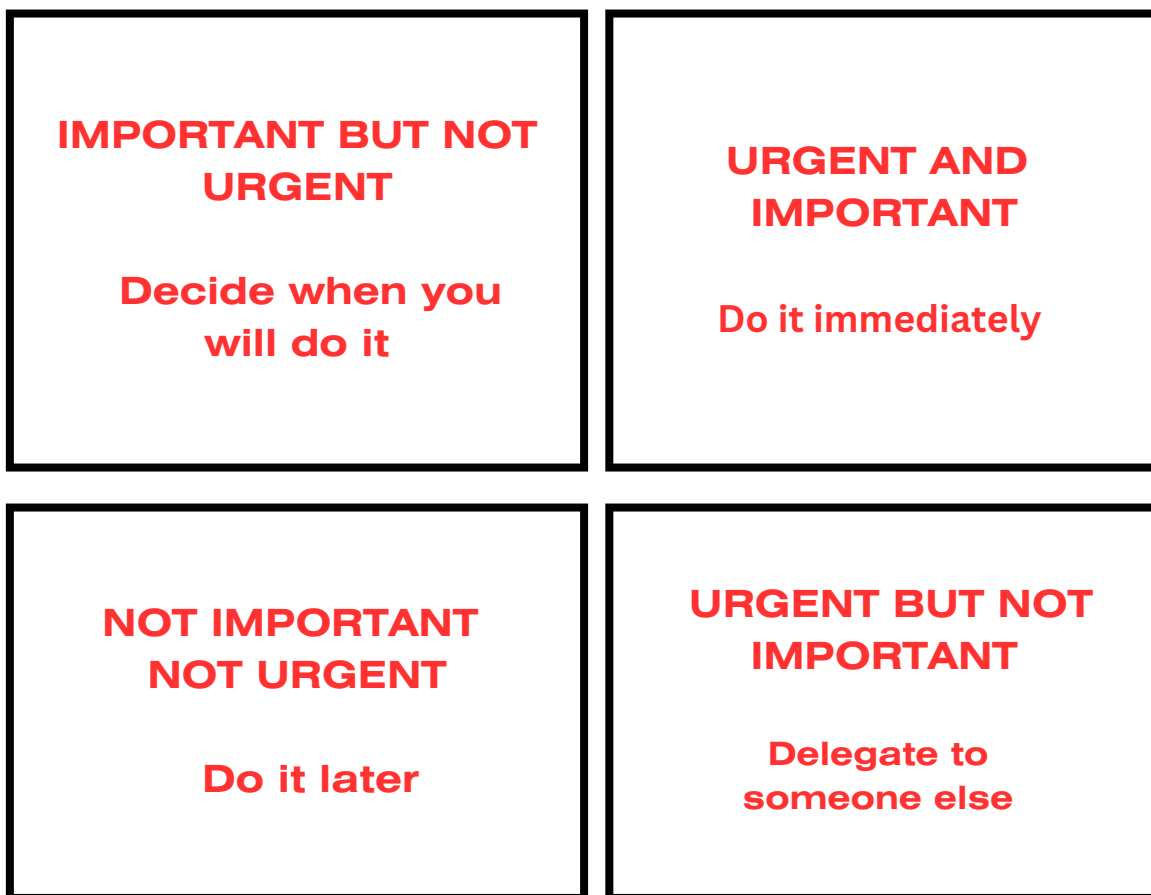 IMPORTANT BUT NOT
URGENT
Decide when you
will do it
URGENT AND
IMPORTANT
Do it immediately
NOT IMPORTANT
NOT URGENT
Do it later
URGENT BUT NOT
IMPORTANT
Delegate to
someone else